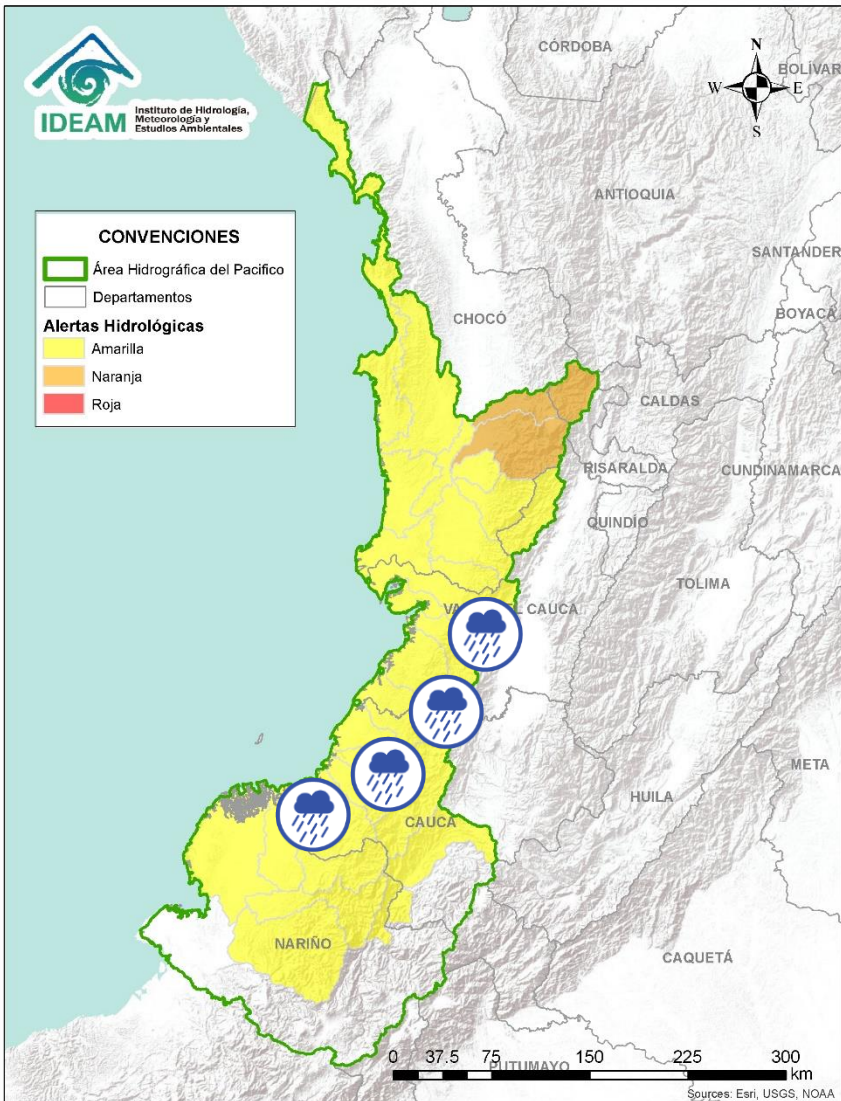 IDEAM
Instituto de Hidrología,
Meteorología y
Estudios Ambientales
N
W E
S
CÓRDOBA
BOLÍVAR
ANTIOQUIA
SANTANDER
BOYACÁ
CONVENCIONES
Área Hidrográfica del Pacifico
Departamentos
Alertas Hidrológicas
Amarilla
Naranja
Roja
CHOCÓ
CALDAS
RISARALDA
CUNDINAMARCA
QUINDÍO
TOLIMA
CAUCA
META
HUILA
CAUCA
NARIÑO
CAQUETÁ
PUTUMAYO
0 37.5 75 150 225 300
km
Sources: Esri, USGS, NOAA